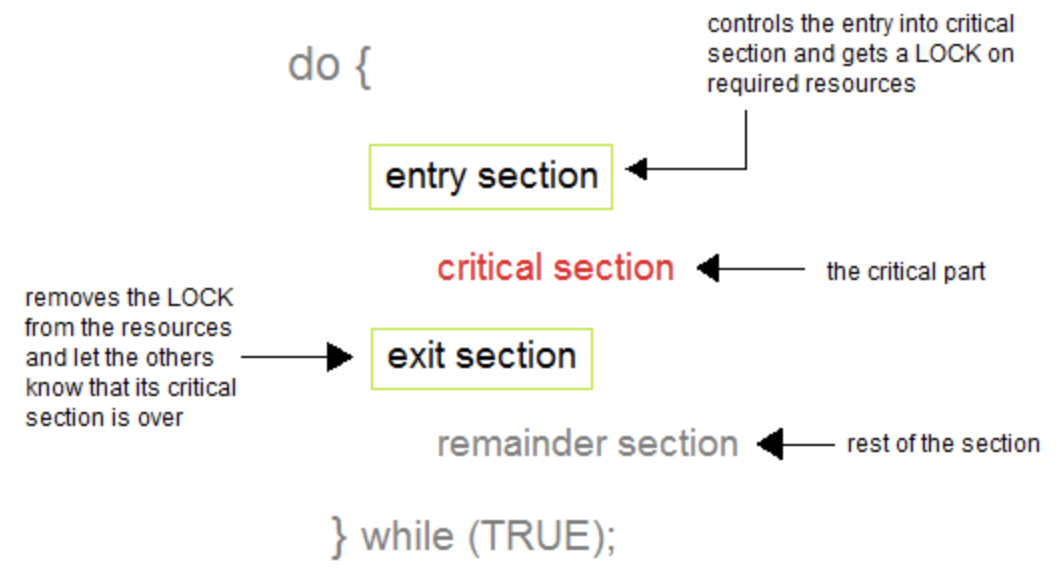 do {
controls the entry into critical
section and gets a LOCK on
required resources
entry section
critical section
the critical part
removes the LOCK
from the resources
and let the others
know that its critical
section is over
exit section
remainder section
rest of the section
} while (TRUE);